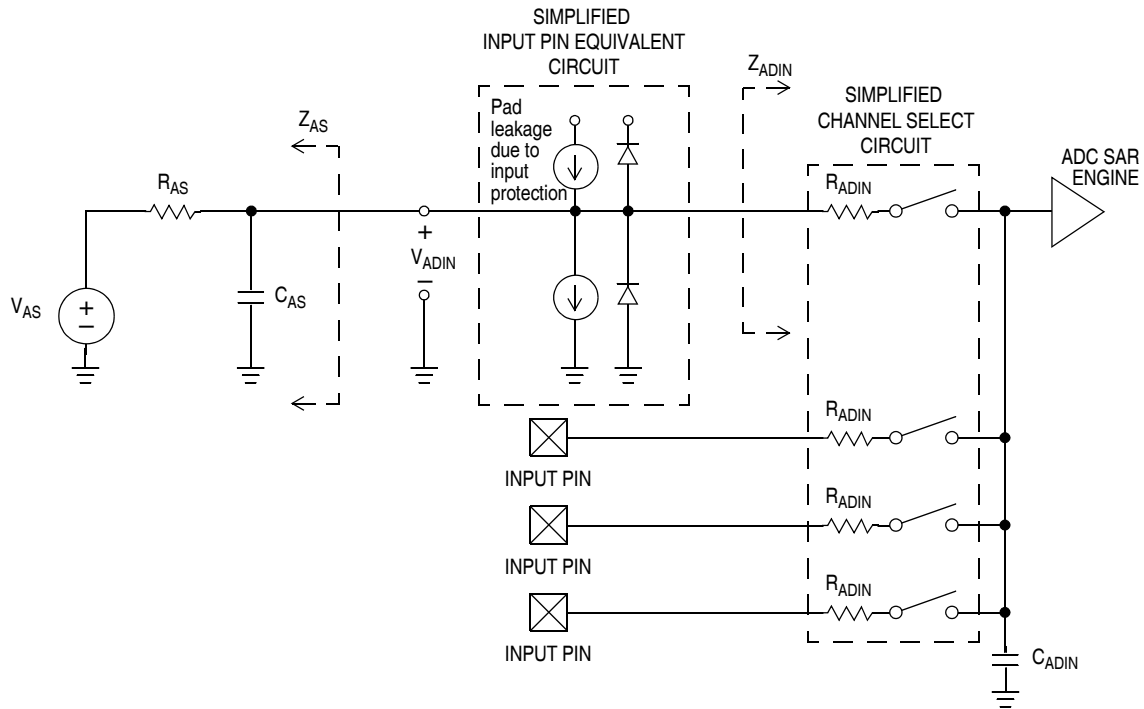 SIMPLIFIED
INPUT PIN EQUIVALENT
CIRCUIT
Z_ADIN
SIMPLIFIED
CHANNEL SELECT
CIRCUIT
Pad
leakage
due to
input
protection
Z_AS
R_AS
R_ADIN
ADC SAR
ENGINE
+
V_ADIN
–
V_AS
+
–
C_AS
R_ADIN
INPUT PIN
R_ADIN
INPUT PIN
R_ADIN
INPUT PIN
C_ADIN